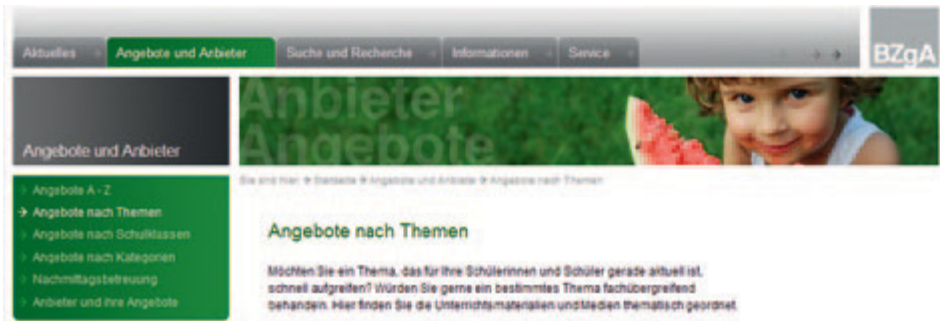 Aktuelles
Angebote und Anbieter
Suche und Recherche
Informationen
Service
BZgA
Anbieter
Angebote
Angebote und Anbieter
Sie sind hier: → Startseite → Angebote und Anbieter → Angebote nach Themen
Angebote A - Z
→ Angebote nach Themen
Angebote nach Schulklassen
Angebote nach Kategorien
Nachmittagsbetreuung
Anbieter und ihre Angebote
Angebote nach Themen
Möchten Sie ein Thema, das für Ihre Schülerinnen und Schüler gerade aktuell ist,
schnell aufgreifen? Würden Sie gerne ein bestimmtes Thema fachübergreifend
behandeln. Hier finden Sie die Unterrichtsmaterialien und Medien thematisch geordnet.